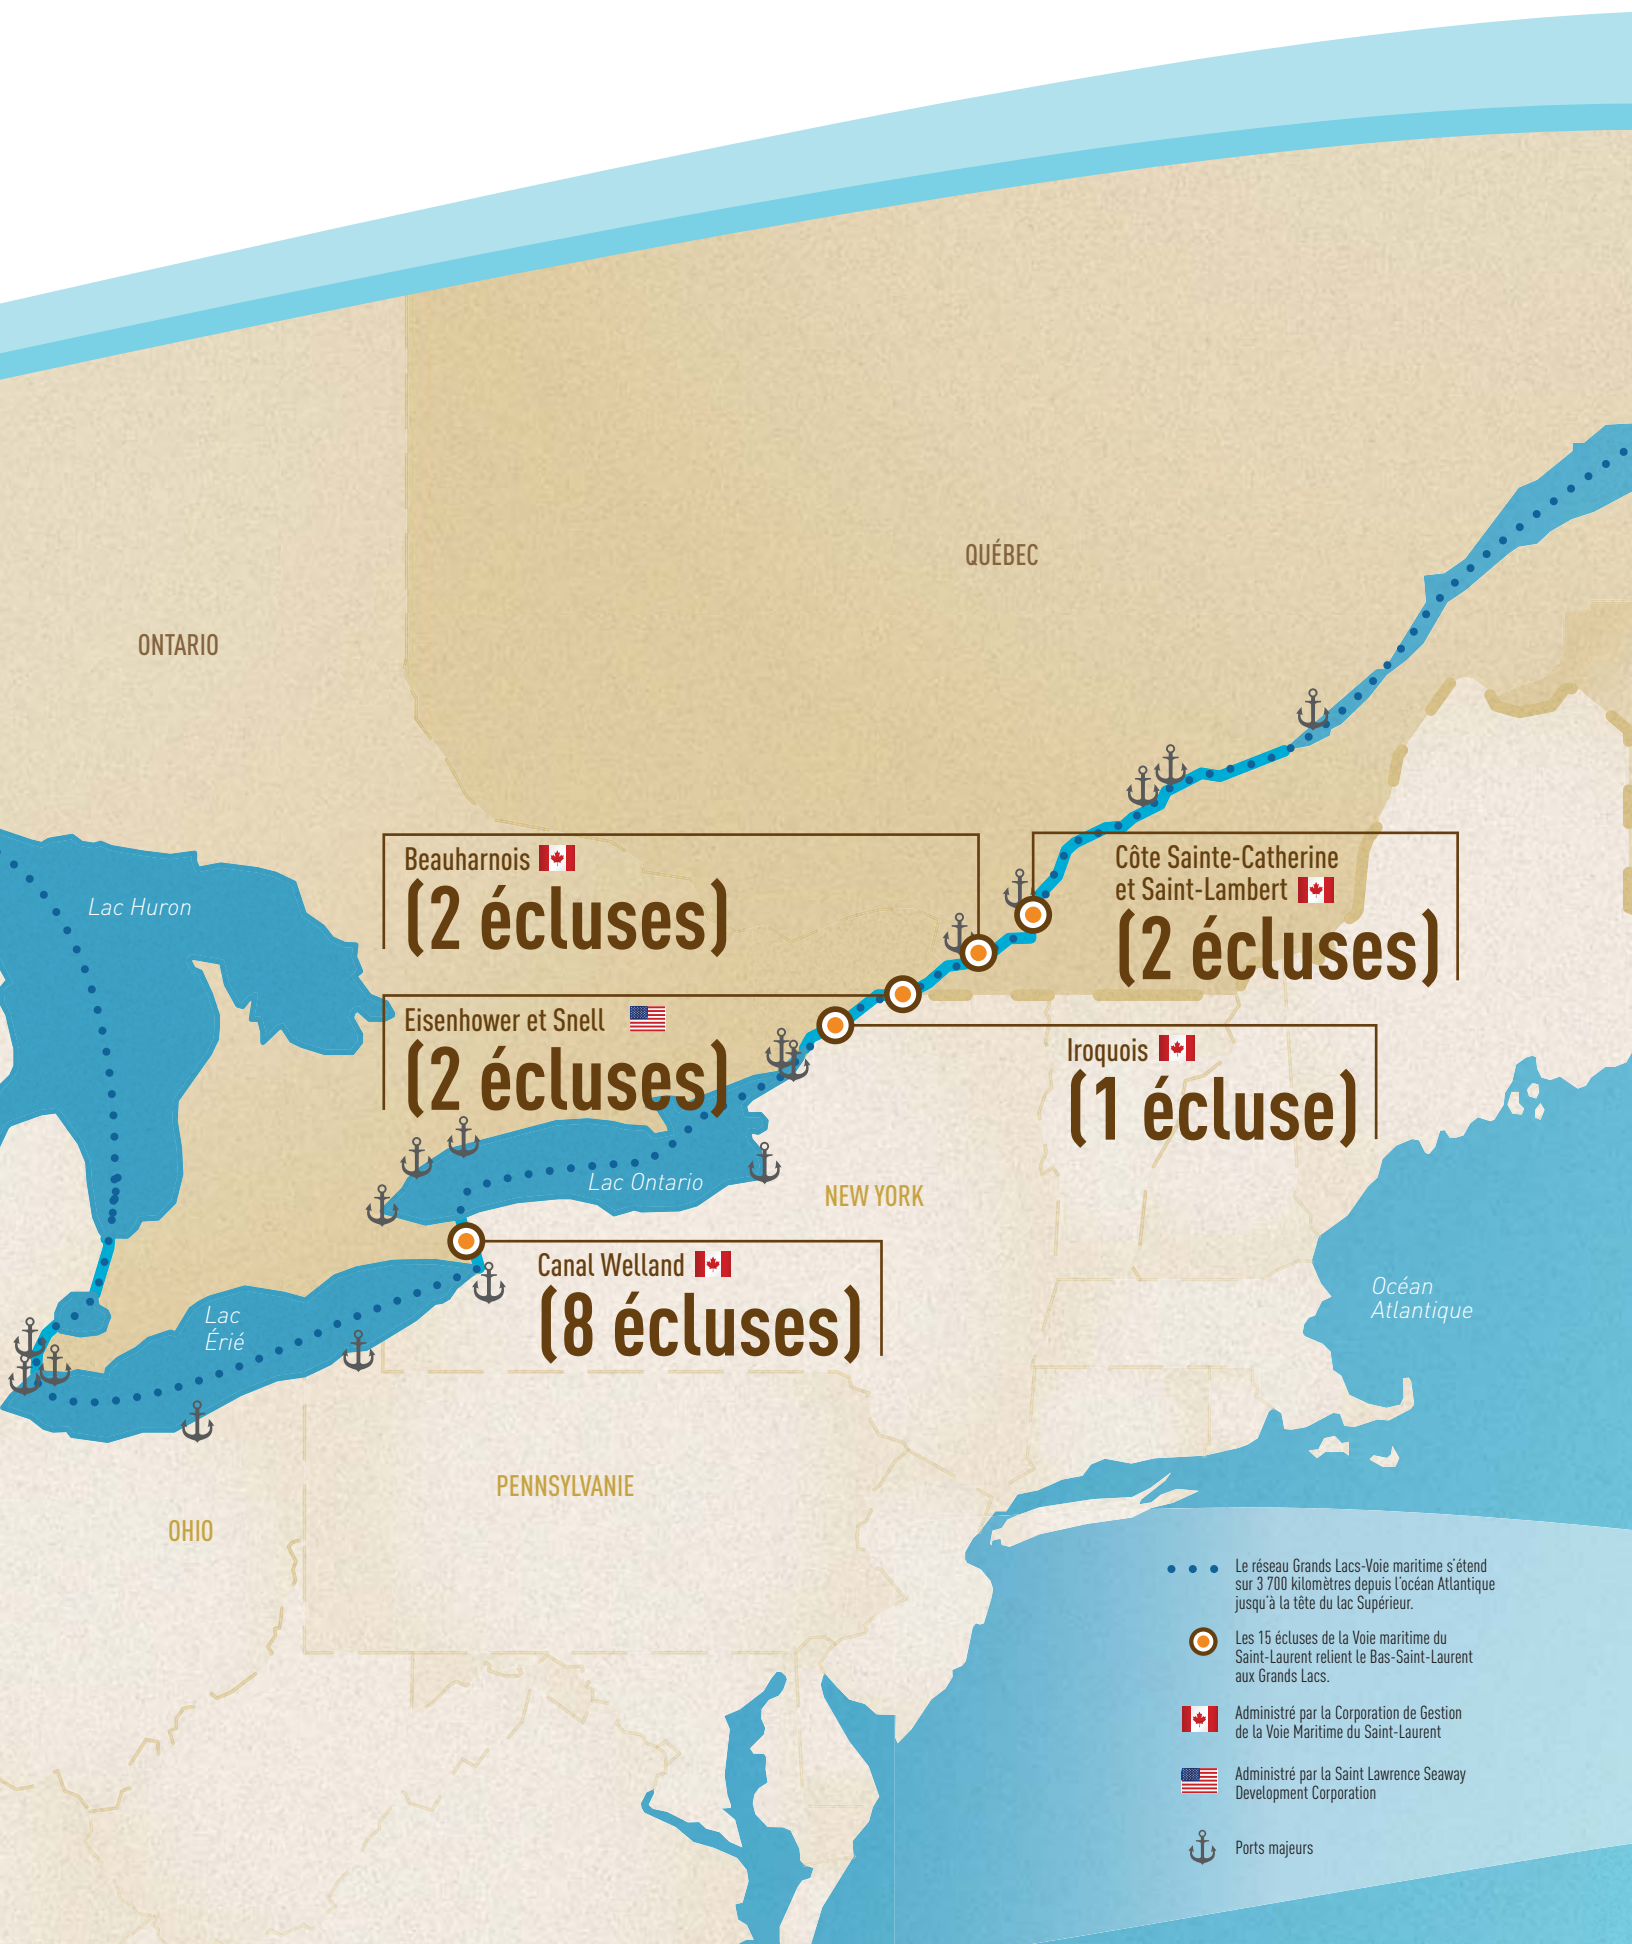 QUÉBEC
ONTARIO
Beauharnois
(2 écluses)
Côte Sainte-Catherine
et Saint-Lambert
(2 écluses)
Lac Huron
Eisenhower et Snell
(2 écluses)
Iroquois
(1 écluse)
Lac Ontario
NEW YORK
Canal Welland
(8 écluses)
Lac
Érié
Océan
Atlantique
PENNSYLVANIE
OHIO
Le réseau Grands Lacs-Voie maritime s'étend
sur 3 700 kilomètres depuis l'océan Atlantique
jusqu'à la tête du lac Supérieur.
Les 15 écluses de la Voie maritime du
Saint-Laurent relient le Bas-Saint-Laurent
aux Grands Lacs.
Administré par la Corporation de Gestion
de la Voie Maritime du Saint-Laurent
Administré par la Saint Lawrence Seaway
Development Corporation
Ports majeurs